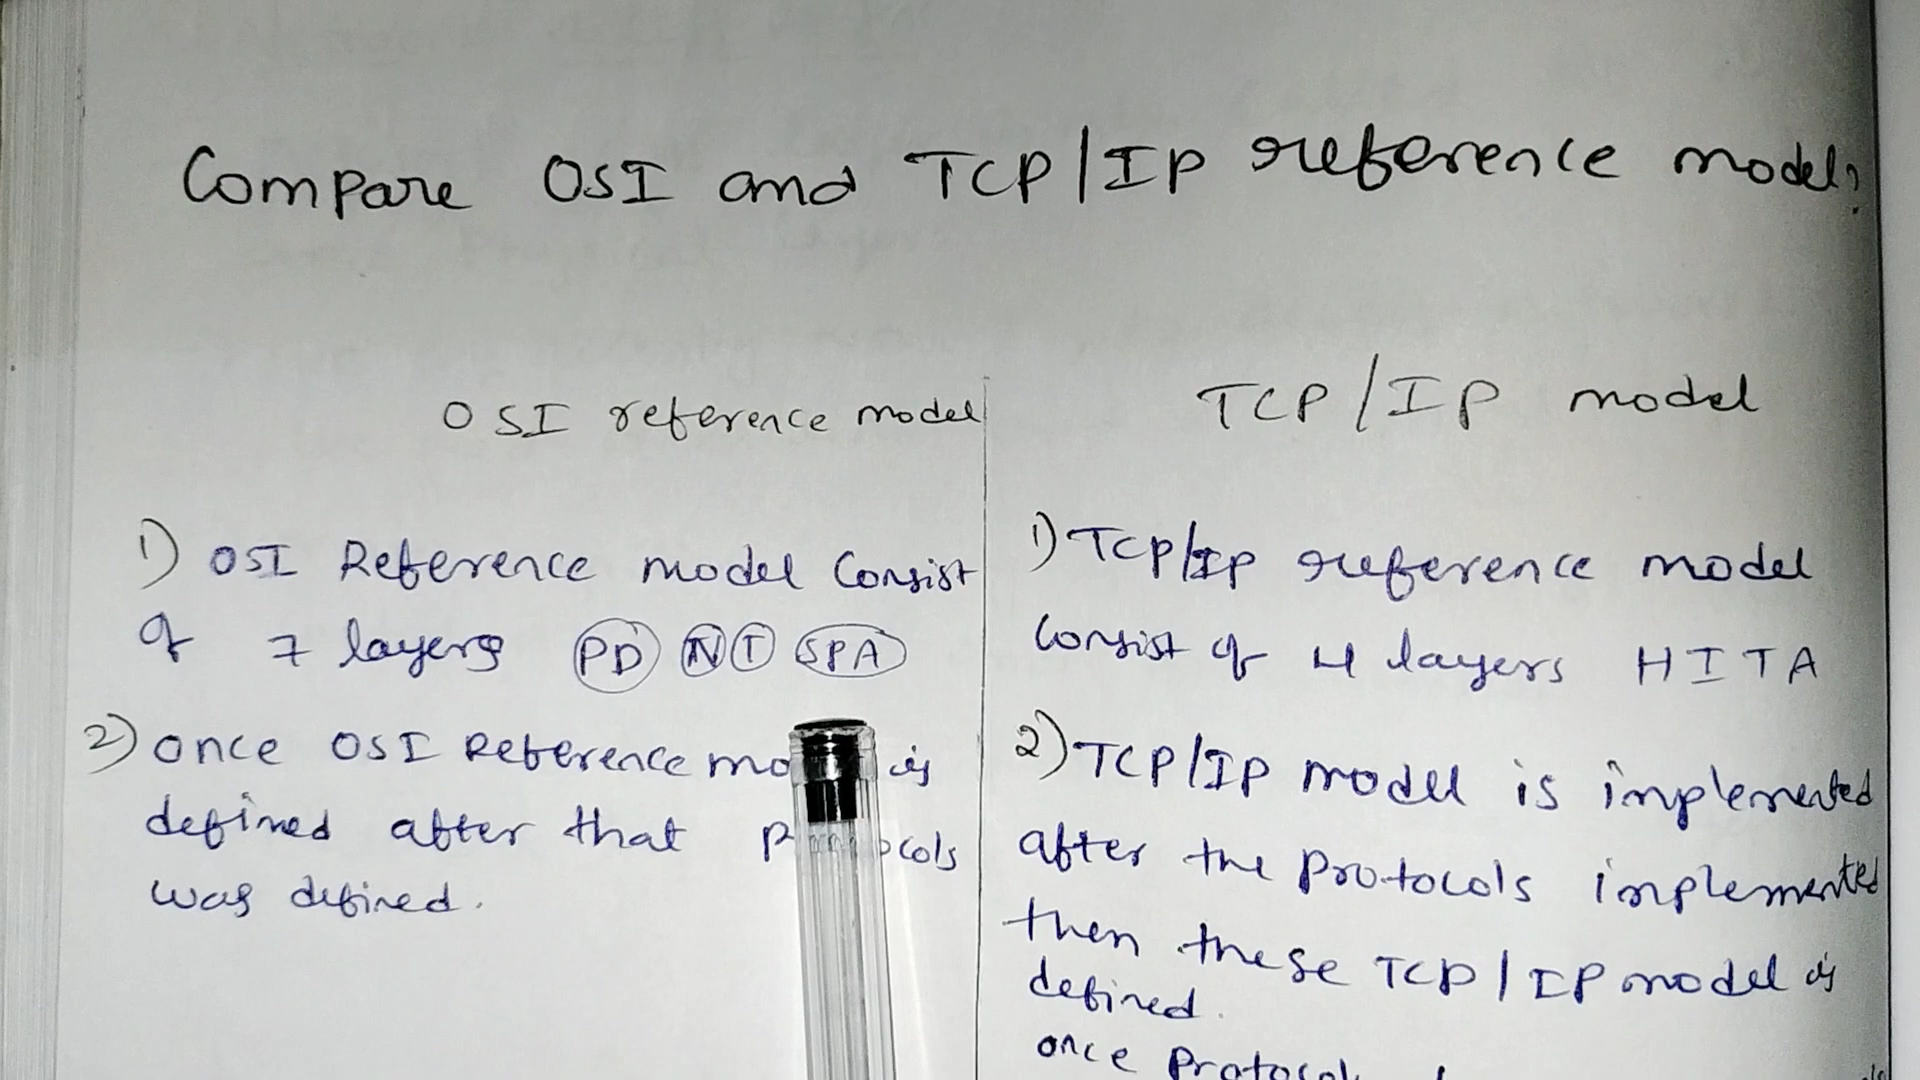 Compare OSI and TCP/IP reference model?
OSI reference model
TCP/IP model
1) OSI Reference model Consist
of 7 layers PD N T SPA
2) once OSI Reference is
defined after that
was defined.
1) TCP/IP reference model
Consist of 4 layers HITA
2) TCP/IP model is implemented
after the Protocols implemented
then these TCP/IP model is
defined.
once